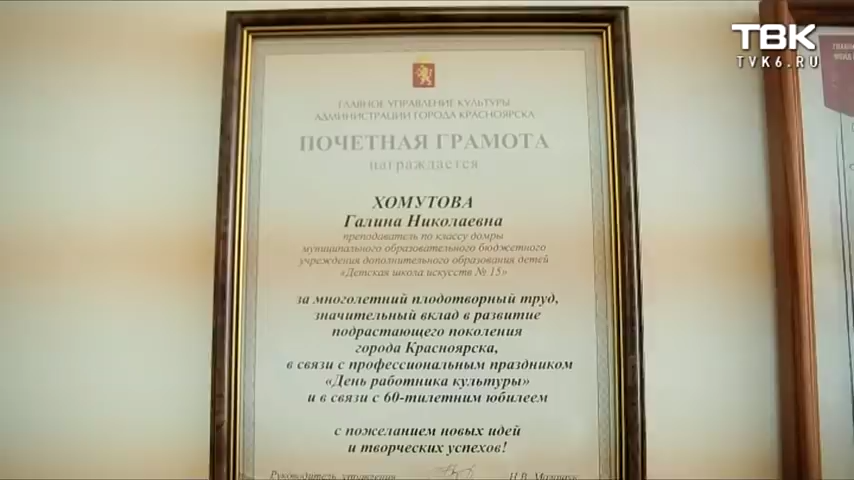 ТВК
TVK6.RU
ГЛАВНОЕ УПРАВЛЕНИЕ КУЛЬТУРЫ
АДМИНИСТРАЦИИ ГОРОДА КРАСНОЯРСКА
ПОЧЕТНАЯ ГРАМОТА
награждается
ХОМУТОВА
Галина Николаевна
преподаватель по классу домры
муниципального образовательного бюджетного
учреждения дополнительного образования детей
«Детская школа искусств № 15»
за многолетний плодотворный труд,
значительный вклад в развитие
подрастающего поколения
города Красноярска,
в связи с профессиональным праздником
«День работника культуры»
и в связи с 60-тилетним юбилеем
с пожеланием новых идей
и творческих успехов!
Руководитель управления